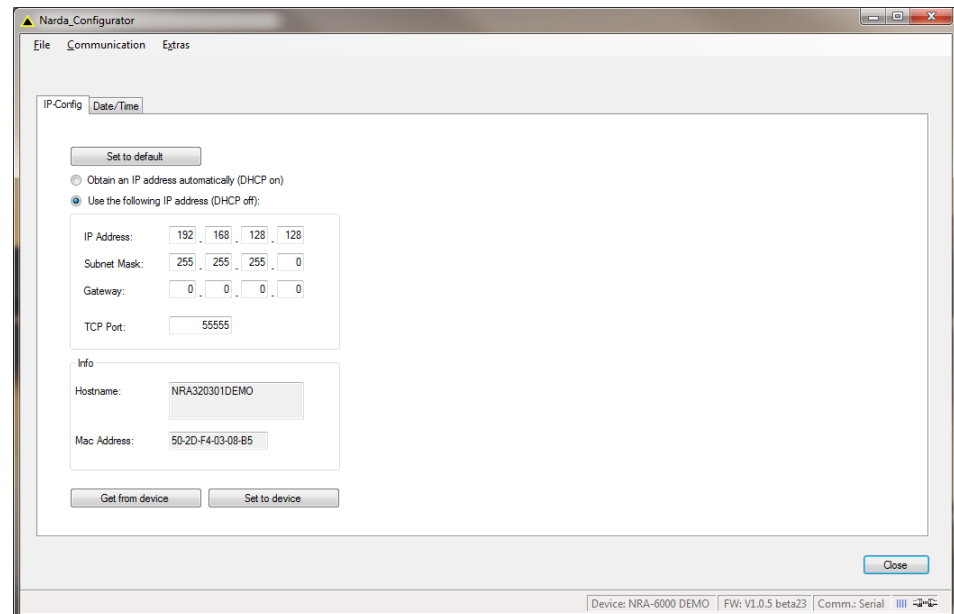 Narda_Configurator
File Communication Extras
IP-Config Date/Time
Set to default
Obtain an IP address automatically (DHCP on)
Use the following IP address (DHCP off):
IP Address: 192 . 168 . 128 . 128
Subnet Mask: 255 . 255 . 255 . 0
Gateway: 0 . 0 . 0 . 0
TCP Port: 55555
Info
Hostname: NRA320301DEMO
Mac Address: 50-2D-F4-03-08-B5
Get from device Set to device
Close
Device: NRA-6000 DEMO FW: V1.0.5 beta23 Comm.: Serial